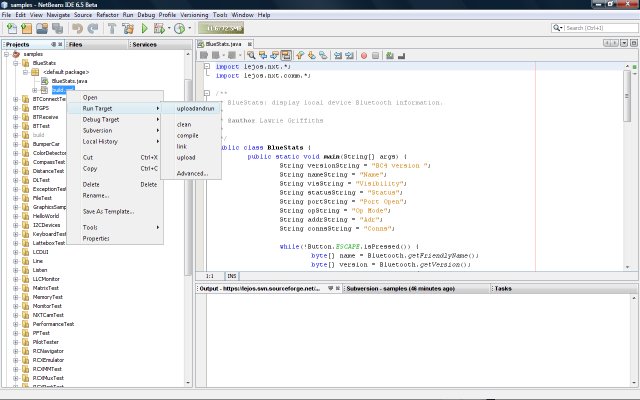 samples - NetBeans IDE 6.5 Beta
File Edit View Navigate Source Refactor Run Debug Profile Versioning Tools Window Help
Search (Ctrl+I)
Projects Files Services
samples
BlueStats
<default package>
BlueStats.java
BTConnectTest
BTGPS
BTReceive
BTTest
build
BumperCar
ColorDetector
CompassTest
DistanceTest
DLTest
ExceptionTest
FileTest
GraphicsSample
HelloWorld
I2CDevices
KeyboardTest
LatteboxTest
LCDUI
Line
Listen
LLCMonitor
MatrixTest
MemoryTest
MonitorTest
NXTCamTest
PerformanceTest
PFTest
PilotTester
RCNavigator
RCXEmulator
RCXMMTest
RCXMuxTest
Open
Run Target
Debug Target
Subversion
Local History
Cut Ctrl+X
Copy Ctrl+C
Delete Delete
Rename...
Save As Template...
Tools
Properties
uploadandrun
clean
compile
link
upload
Advanced...
BlueStats.java
import lejos.nxt.*;
import lejos.nxt.comm.*;
/**
BlueStats: display local device Bluetooth information.
@author Lawrie Griffiths
*/
public class BlueStats {
public static void main(String[] args) {
String versionString = "BC4 version ";
String nameString = "Name";
String visString = "Visibility";
String statusString = "Status";
String portString = "Port Open";
String opString = "Op Mode";
String addrString = "Adr";
String connsString = "Conns";
while(!Button.ESCAPE.isPressed()) {
byte[] name = Bluetooth.getFriendlyName();
byte[] version = Bluetooth.getVersion();
1:1 INS
Output - https://lejos.svn.sourceforge.net/... Subversion - samples (46 minutes ago) Tasks